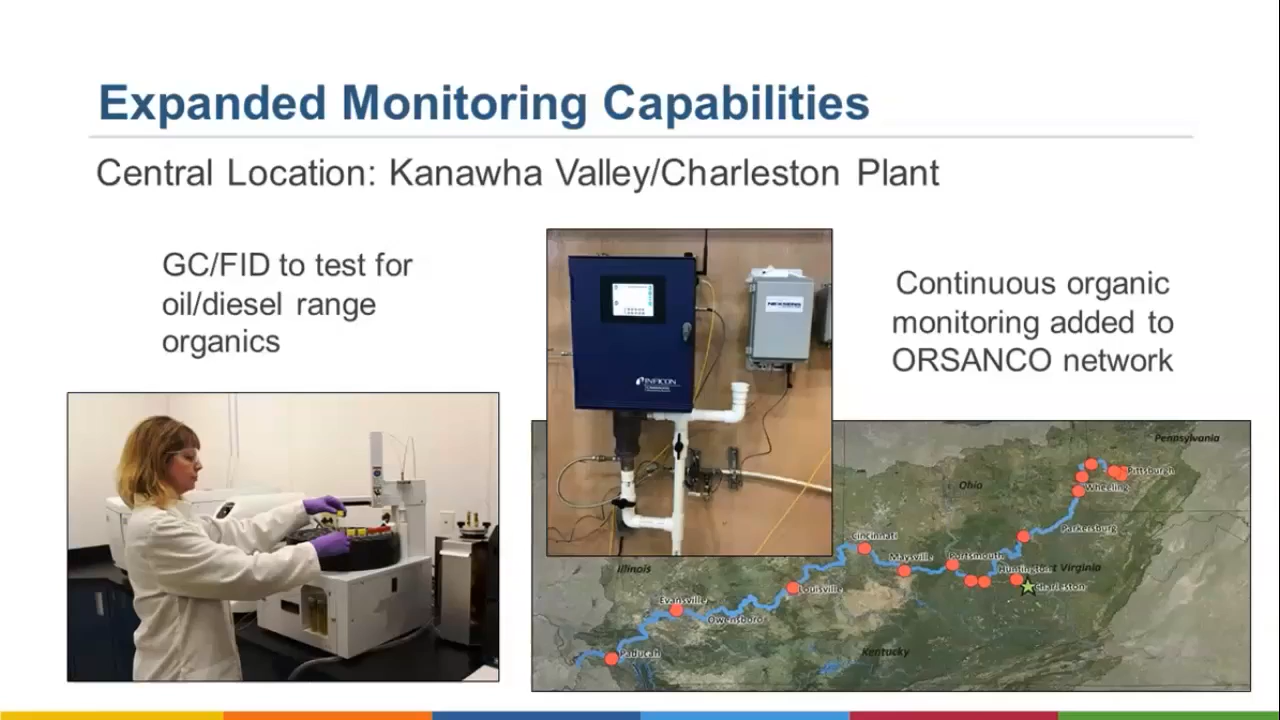 Expanded Monitoring Capabilities
Central Location: Kanawha Valley/Charleston Plant
GC/FID to test for
oil/diesel range
organics
Continuous organic
monitoring added to
ORSANCO network
INFICON
Pennsylvania
Pittsburgh
Ohio
Wheeling
Parkersburg
Cincinnati
Maysville
Portsmouth
Huntington
t Virginia
Charleston
Illinois
Louisville
Evansville
Owensboro
Paducah
Kentucky